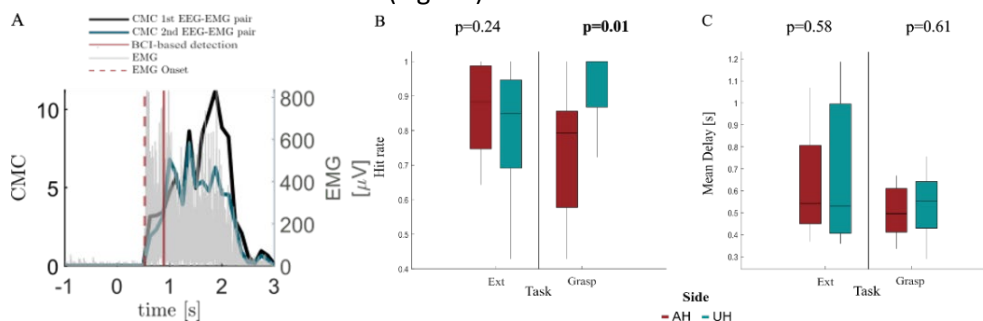 A
CMC 1st EEG-EMG pair
CMC 2nd EEG-EMG pair
BCI-based detection
EMG
EMG Onset
CMC
10
5
0
800
600
400
200
0
EMG
[μV]
-1 0 1 2 3
time [s]
B
p=0.24 p=0.01
Hit rate
1
0.9
0.8
0.7
0.6
0.5
0.4
Ext Grasp
Task
C
p=0.58 p=0.61
Mean Delay [s]
1.2
1.1
1
0.9
0.8
0.7
0.6
0.5
0.4
0.3
Ext Grasp
Task
Side
AH UH